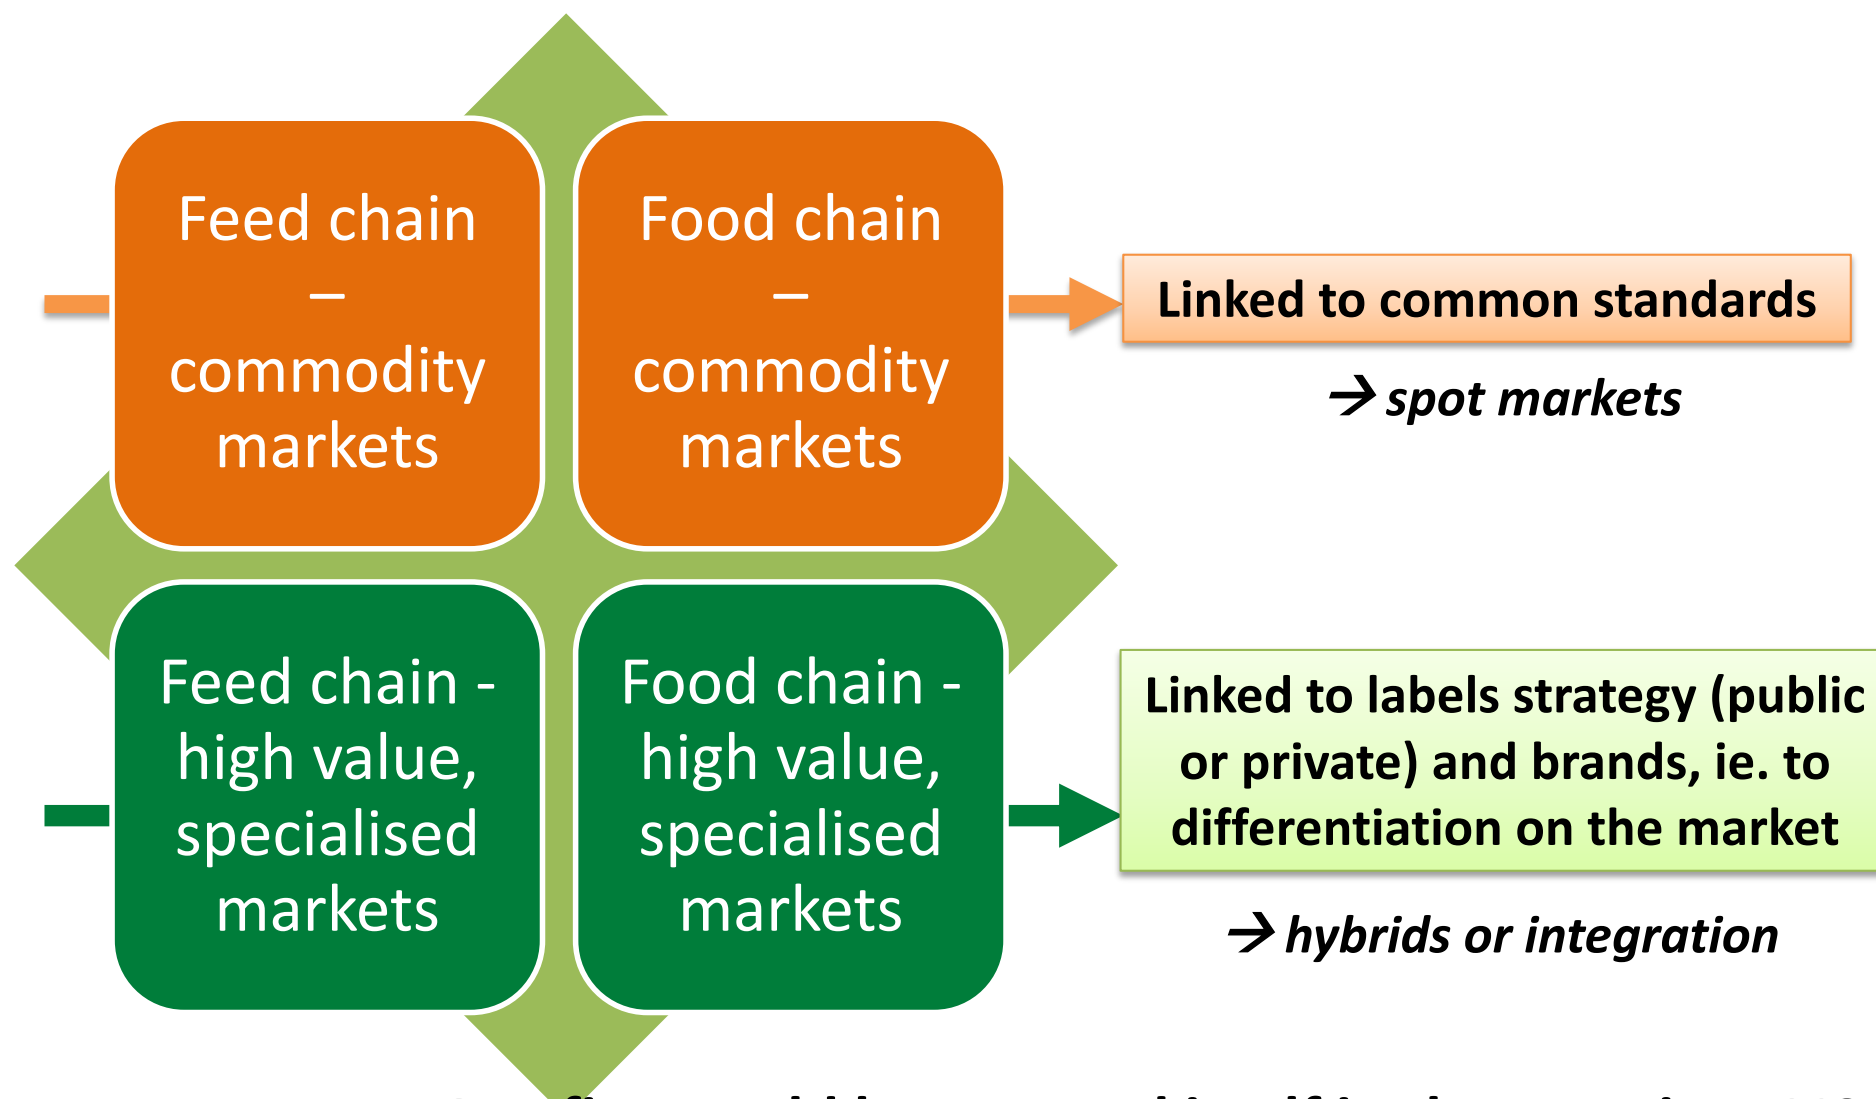 Feed chain
–
commodity
markets
Food chain
–
commodity
markets
Linked to common standards
→ spot markets
Feed chain -
high value,
specialised
markets
Food chain -
high value,
specialised
markets
Linked to labels strategy (public
or private) and brands, ie. to
differentiation on the market
→ hybrids or integration